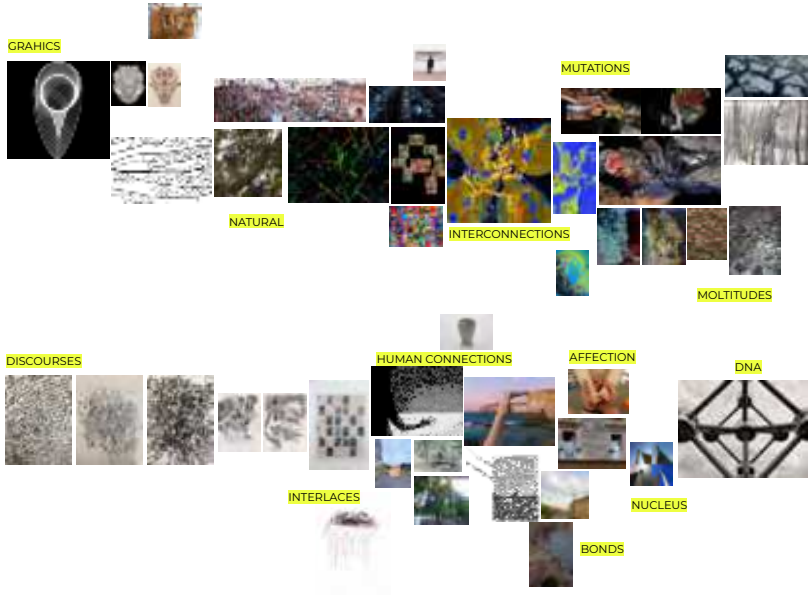 GRAHICS
MUTATIONS
NATURAL
INTERCONNECTIONS
MOLTITUDES
DISCOURSES
HUMAN CONNECTIONS
AFFECTION
DNA
INTERLACES
NUCLEUS
BONDS